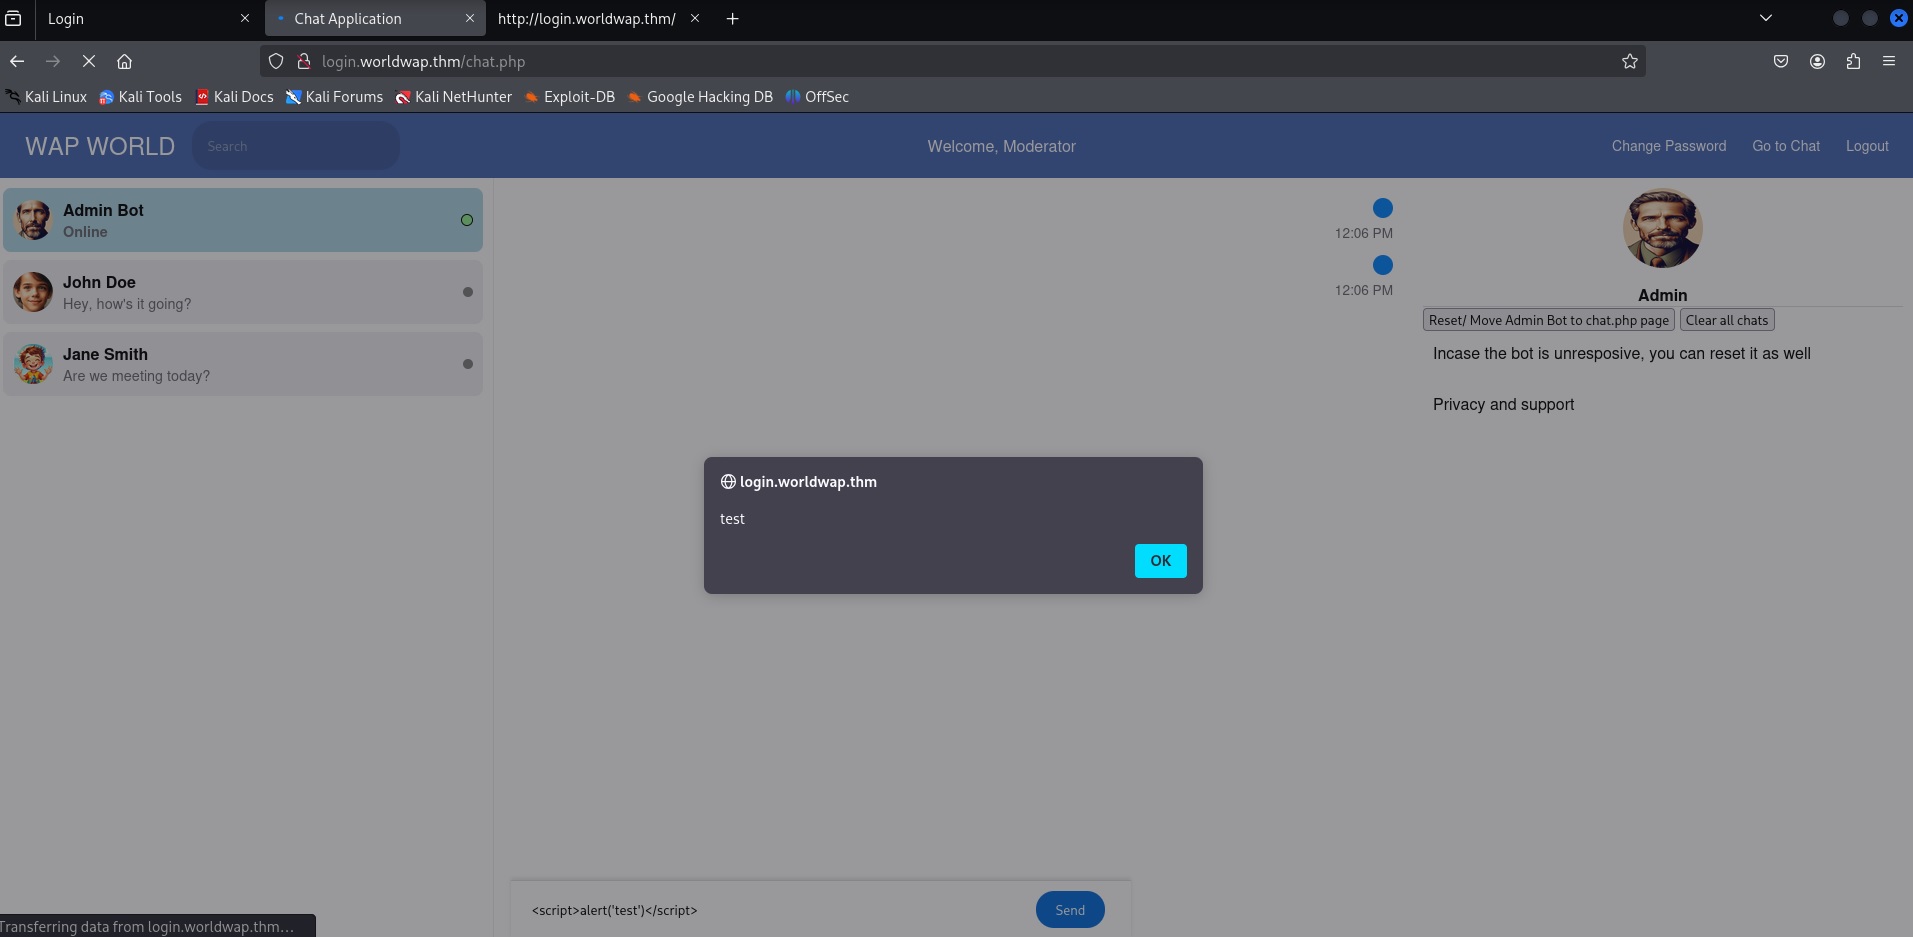 Login
Chat Application
http://login.worldwap.thm/
login.worldwap.thm/chat.php
Kali Linux
Kali Tools
Kali Docs
Kali Forums
Kali NetHunter
Exploit-DB
Google Hacking DB
OffSec
WAP WORLD
Search
Welcome, Moderator
Change Password
Go to Chat
Logout
Admin Bot
Online
John Doe
Hey, how's it going?
Jane Smith
Are we meeting today?
12:06 PM
12:06 PM
Admin
Reset/ Move Admin Bot to chat.php page
Clear all chats
Incase the bot is unresposive, you can reset it as well
Privacy and support
login.worldwap.thm
test
OK
<script>alert('test')</script>
Send
Transferring data from login.worldwap.thm…